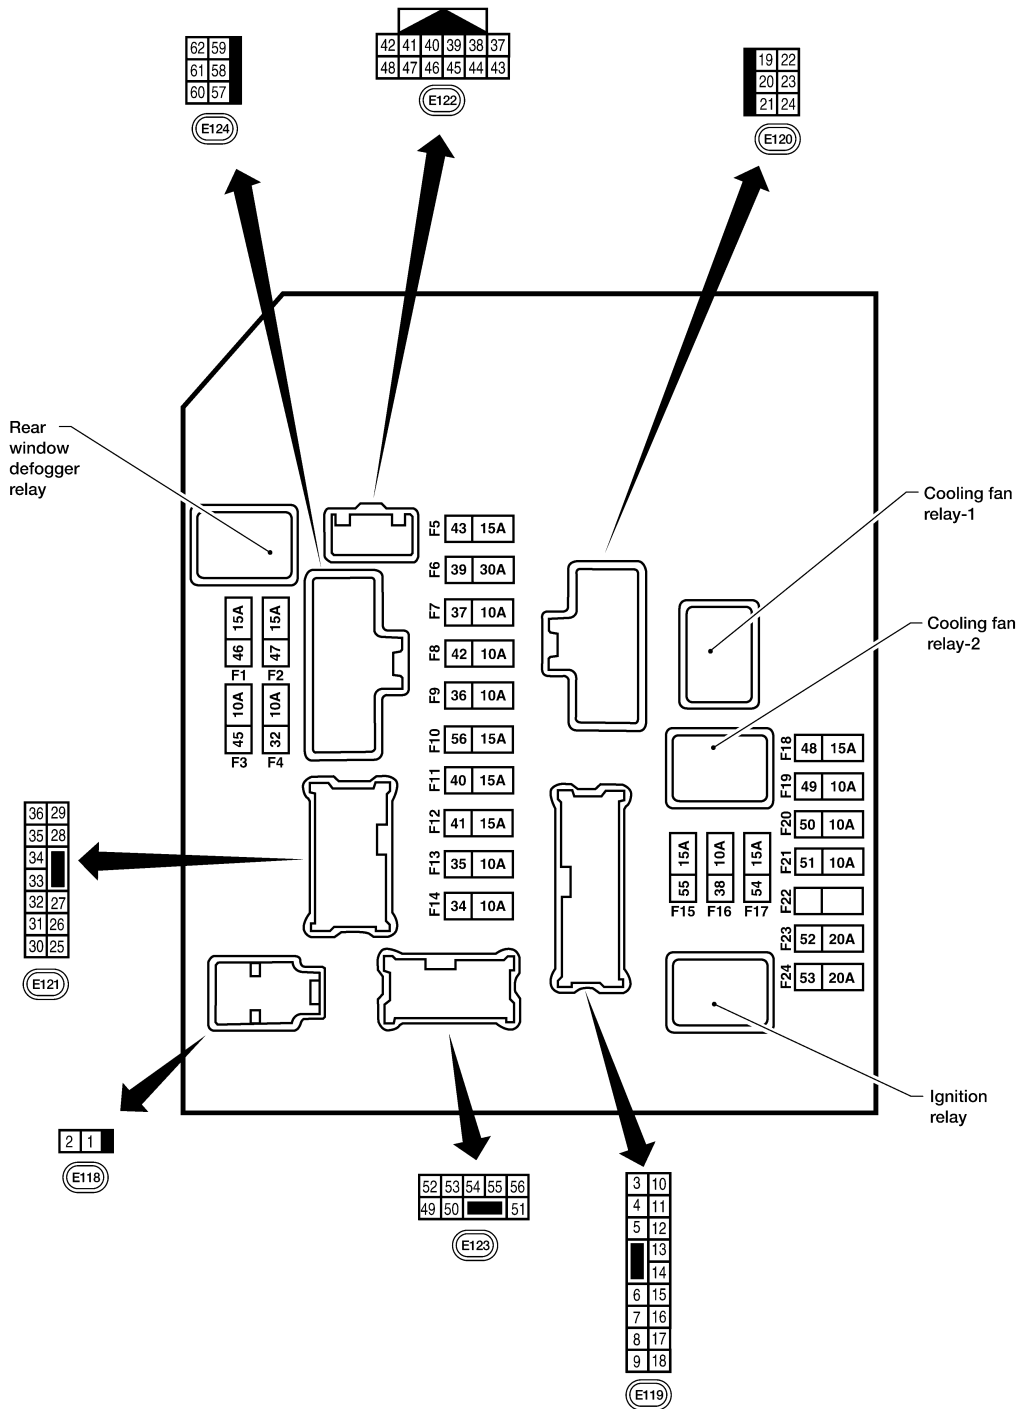 62 59
61 58
60 57
E124
42 41 40 39 38 37
48 47 46 45 44 43
E122
19 22
20 23
21 24
E120
Rear
window
defogger
relay
Cooling fan
relay-1
Cooling fan
relay-2
F5 43 15A
F6 39 30A
F7 37 10A
F8 42 10A
F9 36 10A
F10 56 15A
F11 40 15A
F12 41 15A
F13 35 10A
F14 34 10A
15A 15A
46 47
F1 F2
10A 10A
45 32
F3 F4
F18 48 15A
F19 49 10A
F20 50 10A
F21 51 10A
F22
F23 52 20A
F24 53 20A
15A 10A 15A
55 38 54
F15 F16 F17
36 29
35 28
34
33
32 27
31 26
30 25
E121
Ignition
relay
2 1
E118
52 53 54 55 56
49 50 51
E123
3 10
4 11
5 12
13
14
6 15
7 16
8 17
9 18
E119